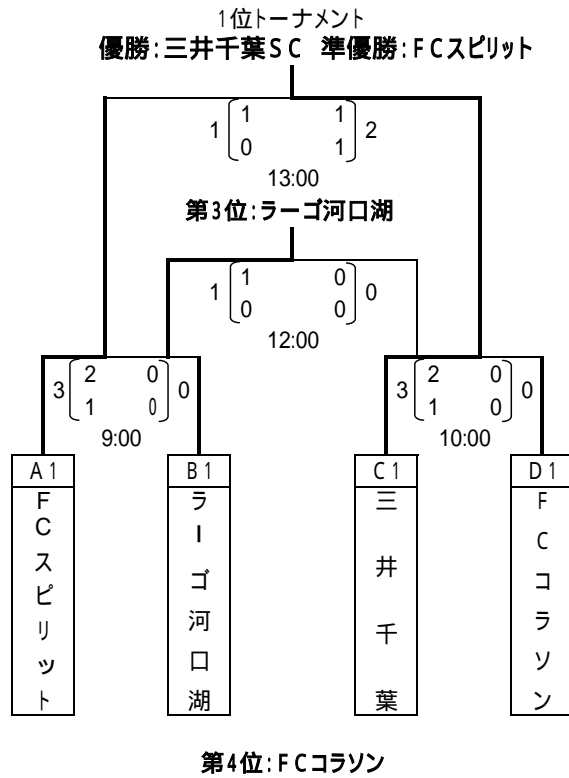 1位トーナメント
優勝:三井千葉SC 準優勝:FCスピリット
1 1 1 2
0 1
13:00
第3位:ラーゴ河口湖
1 1 0 0
0 0
12:00
3 2 0 0
1 0
9:00
3 2 0 0
1 0
10:00
A1 B1 C1 D1
FCスピリット
ラーゴ河口湖
三井千葉
FCコラソン
第4位:FCコラソン